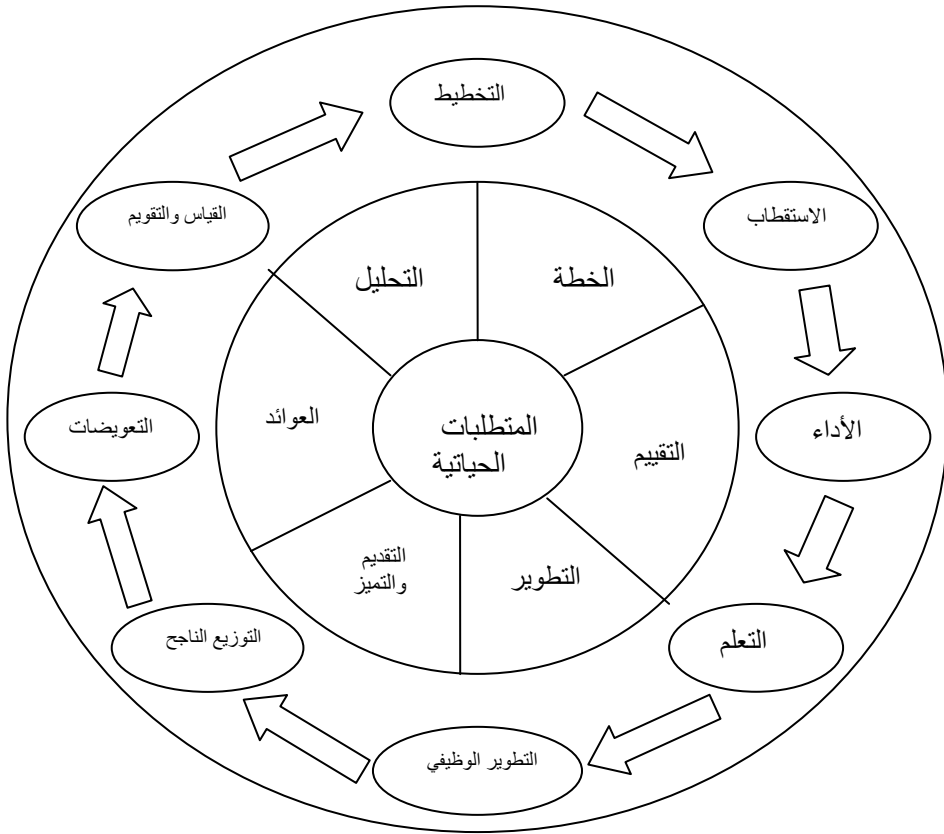 التخطيط
الاستقطاب
الأداء
التعلم
التطوير الوظيفي
التوزيع الناجح
التعويضات
القياس والتقويم
الخطة
التقييم
التطوير
التقديم
والتميز
العوائد
التحليل
المتطلبات
الحياتية